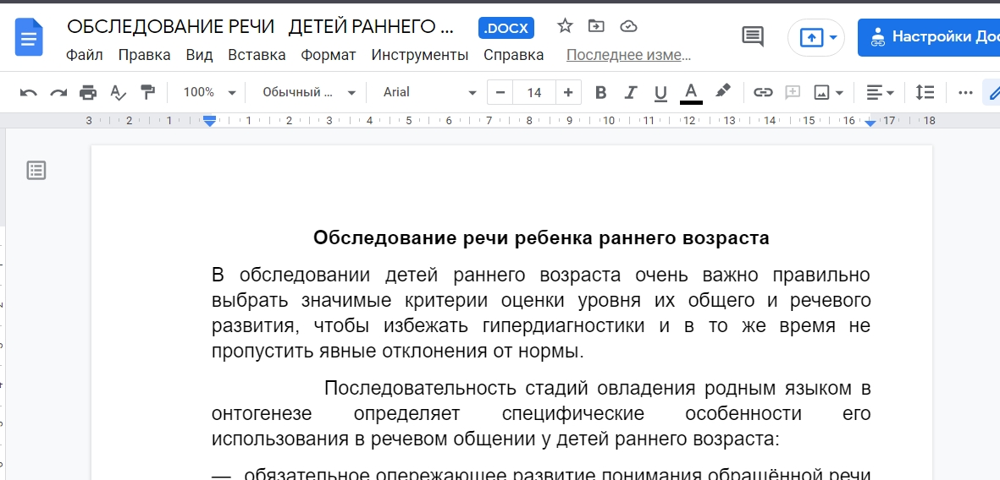 ОБСЛЕДОВАНИЕ РЕЧИ ДЕТЕЙ РАННЕГО ... .DOCX
Файл Правка Вид Вставка Формат Инструменты Справка Последнее изме...
Настройки Дос
100% Обычный ... Arial 14 B I U A
3 2 1 1 2 3 4 5 6 7 8 9 10 11 12 13 14 15 16 17 18
Обследование речи ребенка раннего возраста
В обследовании детей раннего возраста очень важно правильно
выбрать значимые критерии оценки уровня их общего и речевого
развития, чтобы избежать гипердиагностики и в то же время не
пропустить явные отклонения от нормы.
Последовательность стадий овладения родным языком в
онтогенезе определяет специфические особенности его
использования в речевом общении у детей раннего возраста:
— обязательное опережающее развитие понимания обращённой речи